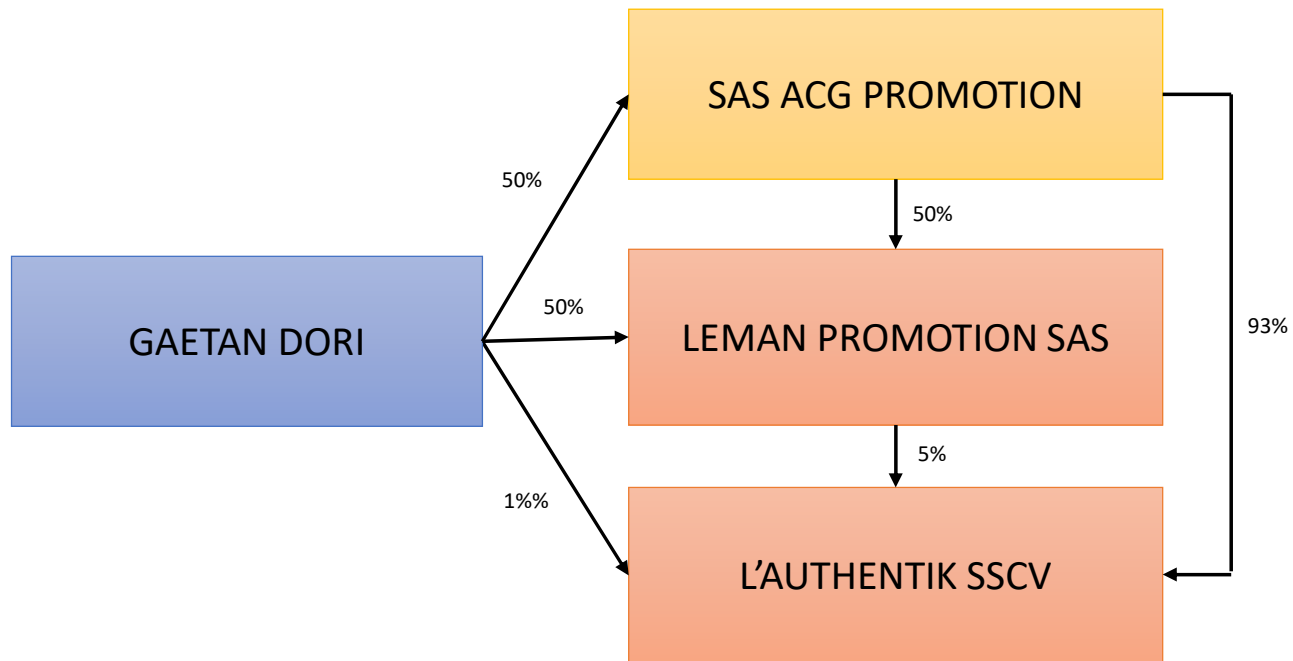 SAS ACG PROMOTION
50%
50%
GAETAN DORI
50%
LEMAN PROMOTION SAS
93%
5%
1%%
L'AUTHENTIK SSCV